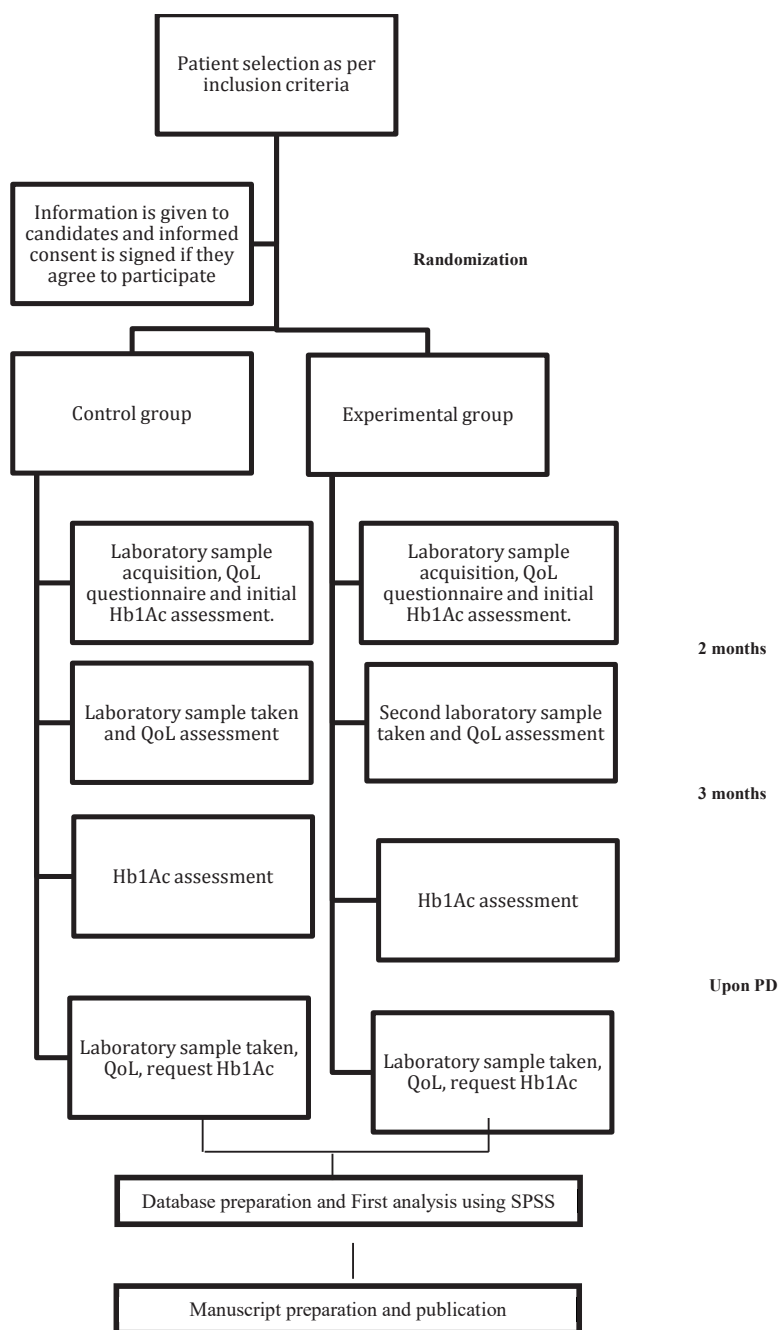 Patient selection as per
inclusion criteria
Information is given to
candidates and informed
consent is signed if they
agree to participate
Randomization
Control group
Experimental group
Laboratory sample
acquisition, QoL
questionnaire and initial
Hb1Ac assessment.
Laboratory sample
acquisition, QoL
questionnaire and initial
Hb1Ac assessment.
2 months
Laboratory sample taken
and QoL assessment
Second laboratory sample
taken and QoL assessment
3 months
Hb1Ac assessment
Hb1Ac assessment
Upon PD
Laboratory sample taken,
QoL, request Hb1Ac
Laboratory sample taken,
QoL, request Hb1Ac
Database preparation and First analysis using SPSS
Manuscript preparation and publication